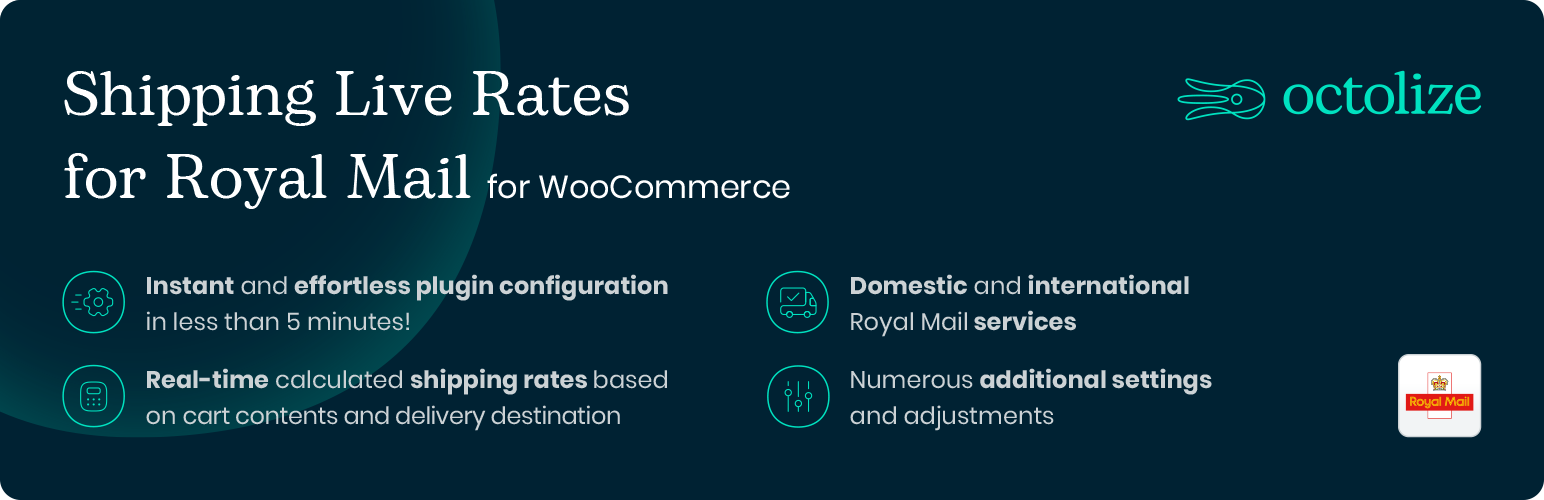 Shipping Live Rates
for Royal Mail for WooCommerce
octolize
Instant and effortless plugin configuration
in less than 5 minutes!
Real-time calculated shipping rates based
on cart contents and delivery destination
Domestic and international
Royal Mail services
Numerous additional settings
and adjustments
Royal Mail